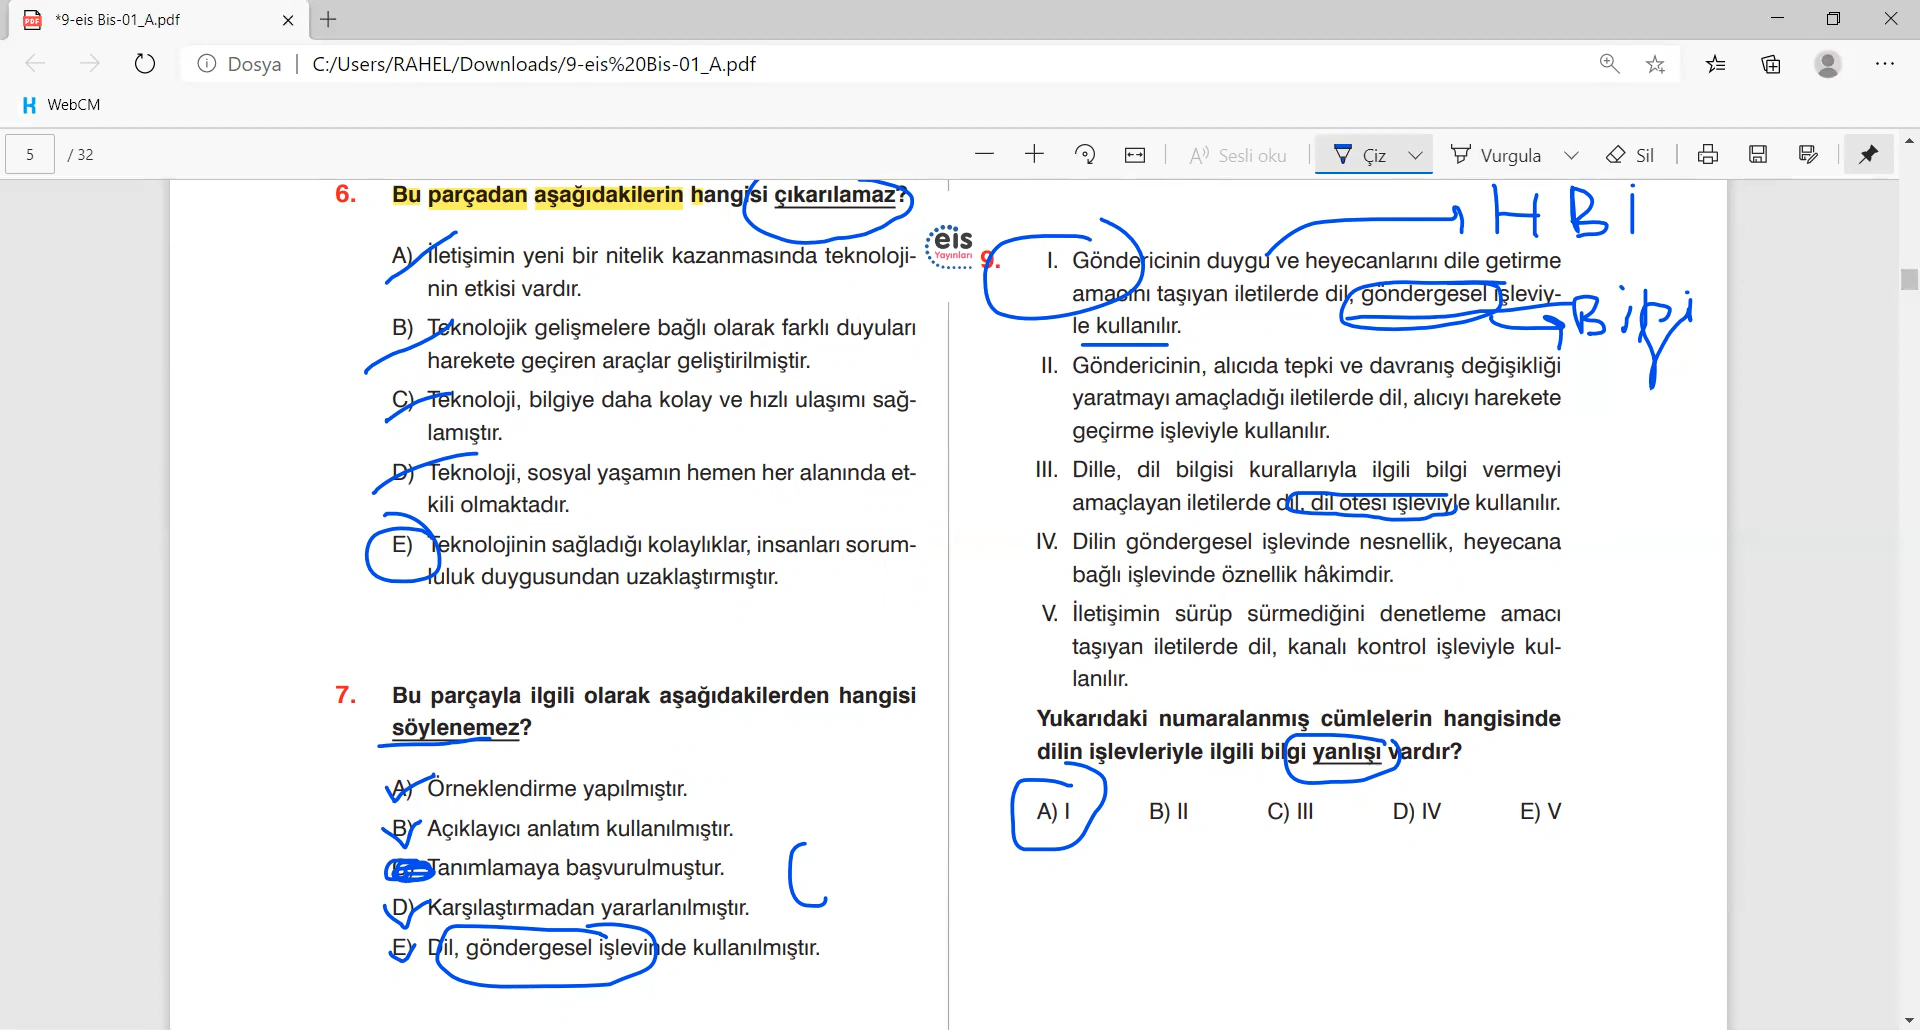 *9-eis Bis-01_A.pdf
Dosya | C:/Users/RAHEL/Downloads/9-eis%20Bis-01_A.pdf
WebCM
5 / 32
Sesli oku
Çiz
Vurgula
Sil
6. Bu parçadan aşağıdakilerin hangisi çıkarılamaz?
A) İletişimin yeni bir nitelik kazanmasında teknoloji-
nin etkisi vardır.
B) Teknolojik gelişmelere bağlı olarak farklı duyuları
harekete geçiren araçlar geliştirilmiştir.
C) Teknoloji, bilgiye daha kolay ve hızlı ulaşımı sağ-
lamıştır.
D) Teknoloji, sosyal yaşamın hemen her alanında et-
kili olmaktadır.
E) Teknolojinin sağladığı kolaylıklar, insanları sorum-
luluk duygusundan uzaklaştırmıştır.
7. Bu parçayla ilgili olarak aşağıdakilerden hangisi
söylenemez?
A) Örneklendirme yapılmıştır.
B) Açıklayıcı anlatım kullanılmıştır.
C) Tanımlamaya başvurulmuştur.
C
D) Karşılaştırmadan yararlanılmıştır.
E) Dil, göndergesel işlevinde kullanılmıştır.
eis
Yayınları
H B İ
9. I. Göndericinin duygu ve heyecanlarını dile getirme
amacını taşıyan iletilerde dil, göndergesel işleviy-
le kullanılır.
Bilgi
II. Göndericinin, alıcıda tepki ve davranış değişikliği
yaratmayı amaçladığı iletilerde dil, alıcıyı harekete
geçirme işleviyle kullanılır.
III. Dille, dil bilgisi kurallarıyla ilgili bilgi vermeyi
amaçlayan iletilerde dil, dil ötesi işleviyle kullanılır.
IV. Dilin göndergesel işlevinde nesnellik, heyecana
bağlı işlevinde öznellik hâkimdir.
V. İletişimin sürüp sürmediğini denetleme amacı
taşıyan iletilerde dil, kanalı kontrol işleviyle kul-
lanılır.
Yukarıdaki numaralanmış cümlelerin hangisinde
dilin işlevleriyle ilgili bilgi yanlışı vardır?
A) I B) II C) III D) IV E) V